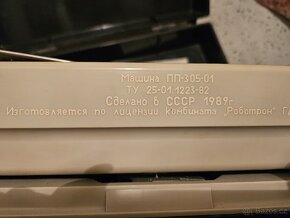 Машина ПП-305-01
ТУ 25-01.1223-82
Сделано в СССР 1989г.
Изготовляется по лицензии комбината „Роботрон"